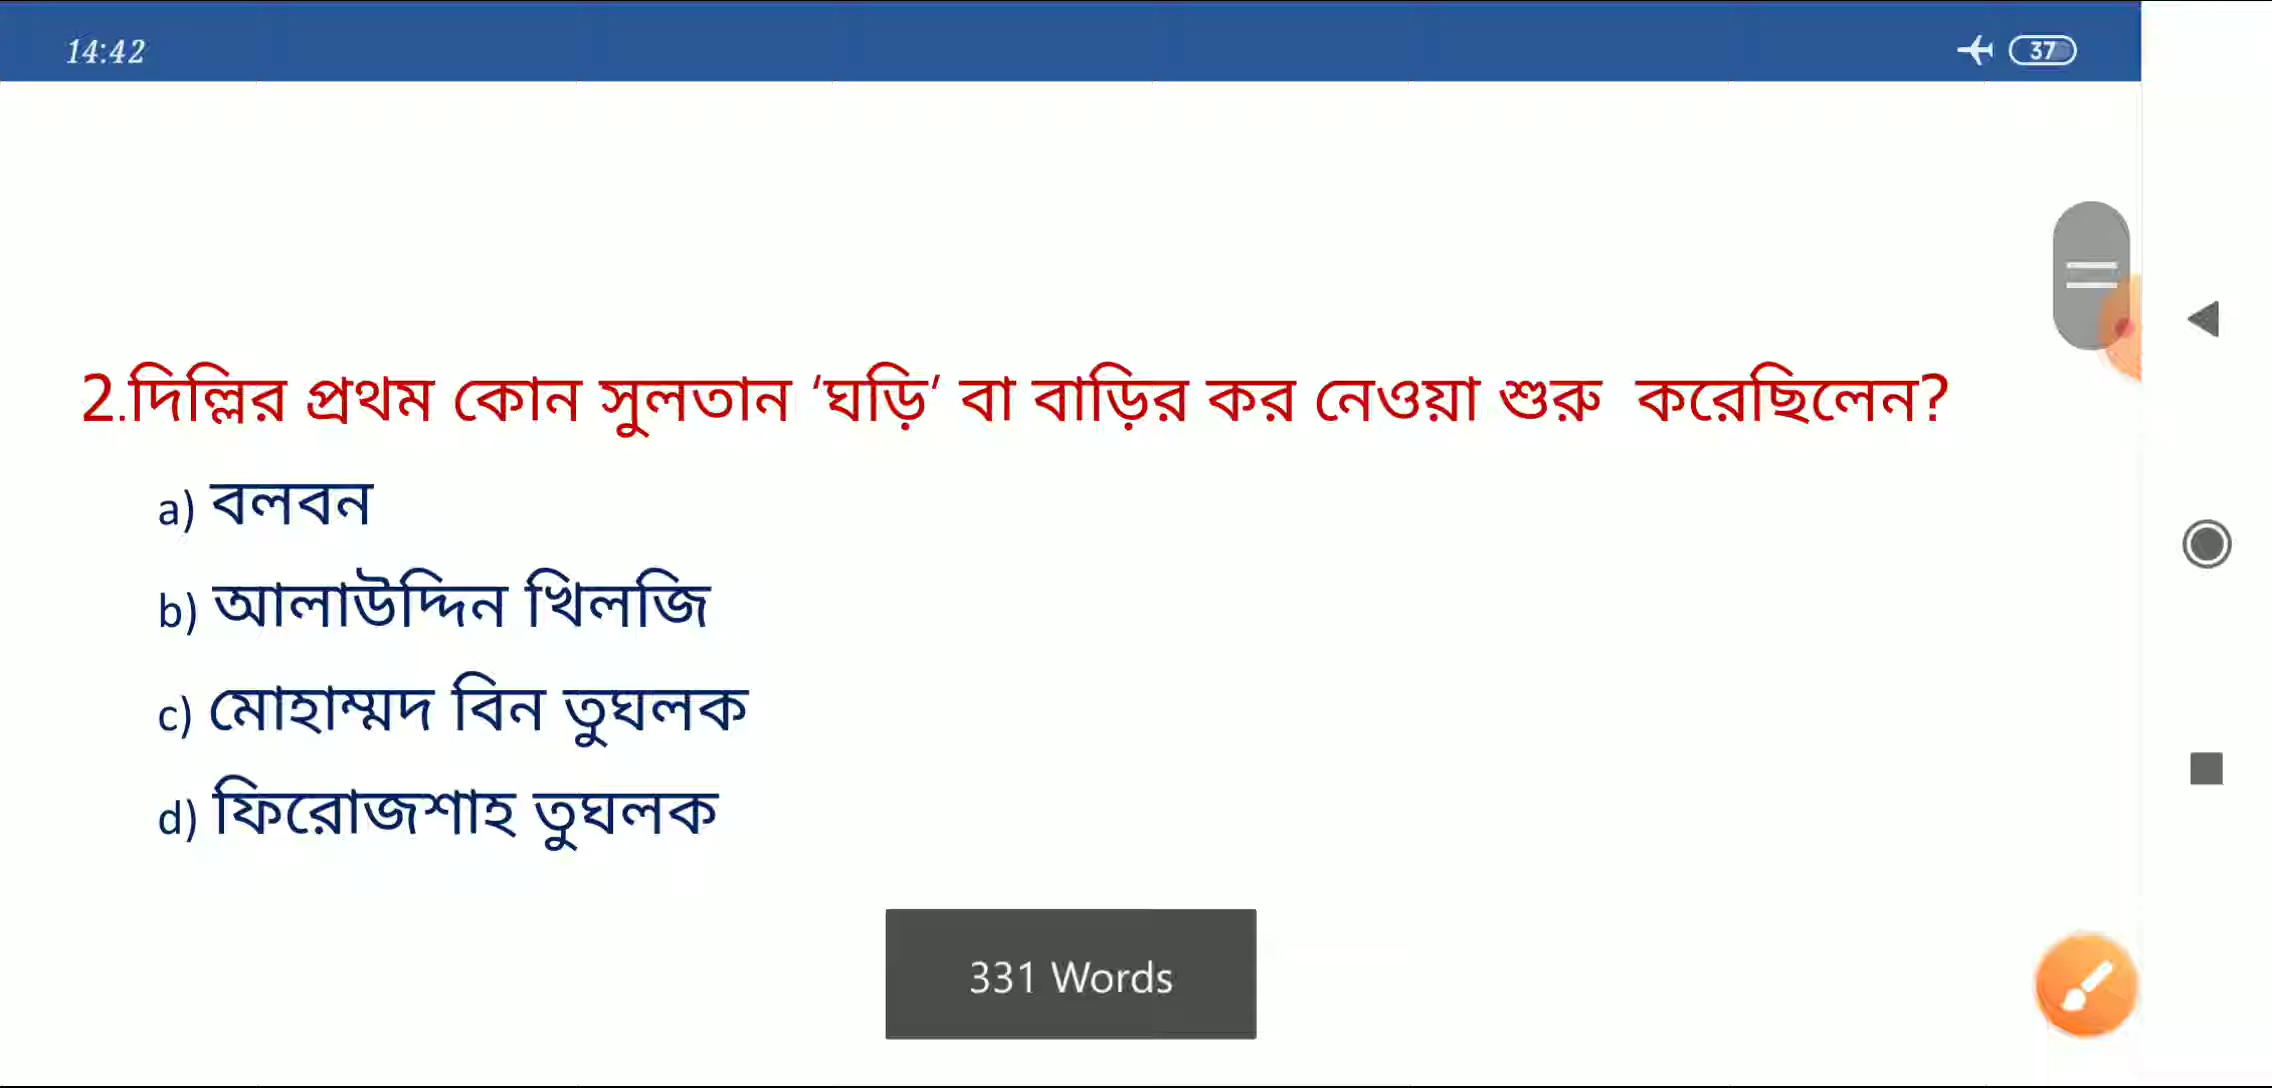 14:42
37
2.দিল্লির প্রথম কোন সুলতান ‘ঘড়ি’ বা বাড়ির কর নেওয়া শুরু করেছিলেন?
a) বলবন
b) আলাউদ্দিন খিলজি
c) মোহাম্মদ বিন তুঘলক
d) ফিরোজশাহ তুঘলক
331 Words